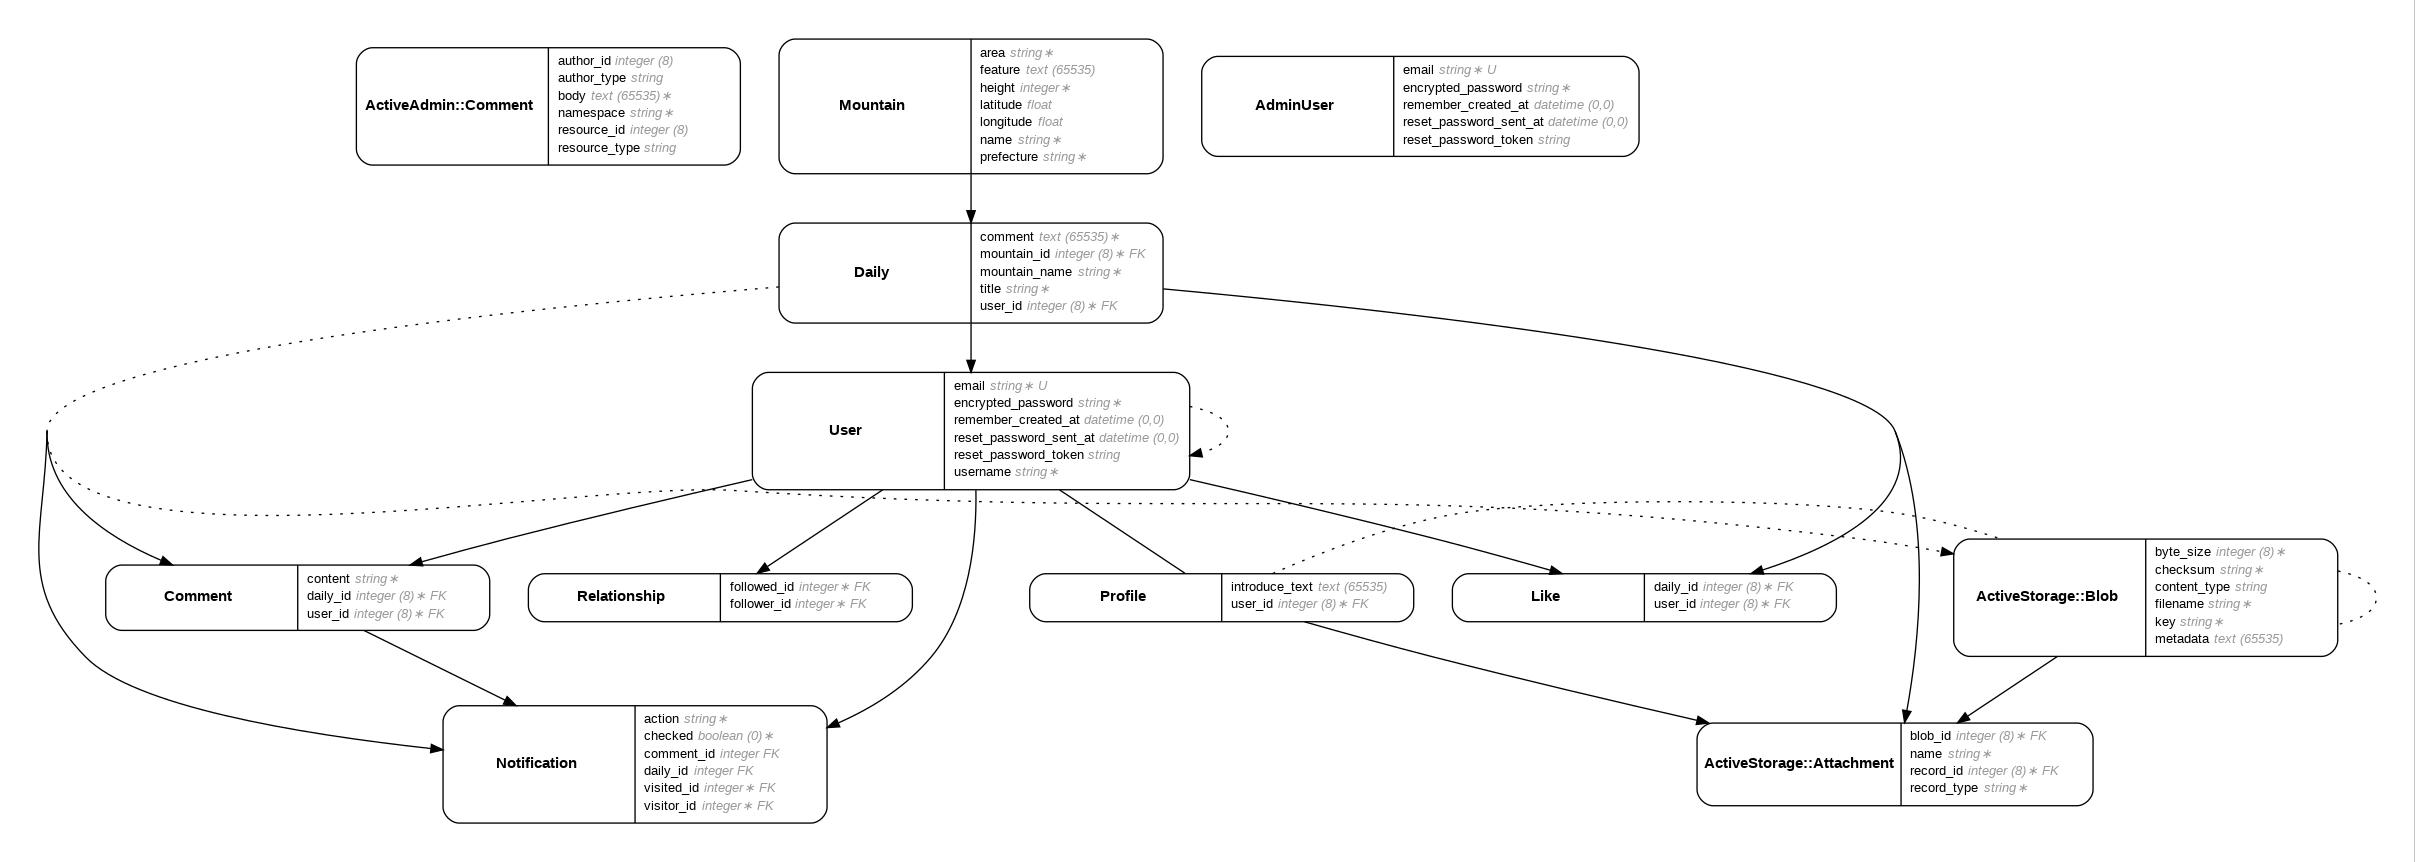 ActiveAdmin::Comment
author_id integer (8)
author_type string
body text (65535)∗
namespace string∗
resource_id integer (8)
resource_type string
Mountain
area string∗
feature text (65535)
height integer∗
latitude float
longitude float
name string∗
prefecture string∗
AdminUser
email string∗ U
encrypted_password string∗
remember_created_at datetime (0,0)
reset_password_sent_at datetime (0,0)
reset_password_token string
Daily
comment text (65535)∗
mountain_id integer (8)∗ FK
mountain_name string∗
title string∗
user_id integer (8)∗ FK
User
email string∗ U
encrypted_password string∗
remember_created_at datetime (0,0)
reset_password_sent_at datetime (0,0)
reset_password_token string
username string∗
Comment
content string∗
daily_id integer (8)∗ FK
user_id integer (8)∗ FK
Relationship
followed_id integer∗ FK
follower_id integer∗ FK
Profile
introduce_text text (65535)
user_id integer (8)∗ FK
Like
daily_id integer (8)∗ FK
user_id integer (8)∗ FK
ActiveStorage::Blob
byte_size integer (8)∗
checksum string∗
content_type string
filename string∗
key string∗
metadata text (65535)
Notification
action string∗
checked boolean (0)∗
comment_id integer FK
daily_id integer FK
visited_id integer∗ FK
visitor_id integer∗ FK
ActiveStorage::Attachment
blob_id integer (8)∗ FK
name string∗
record_id integer (8)∗ FK
record_type string∗